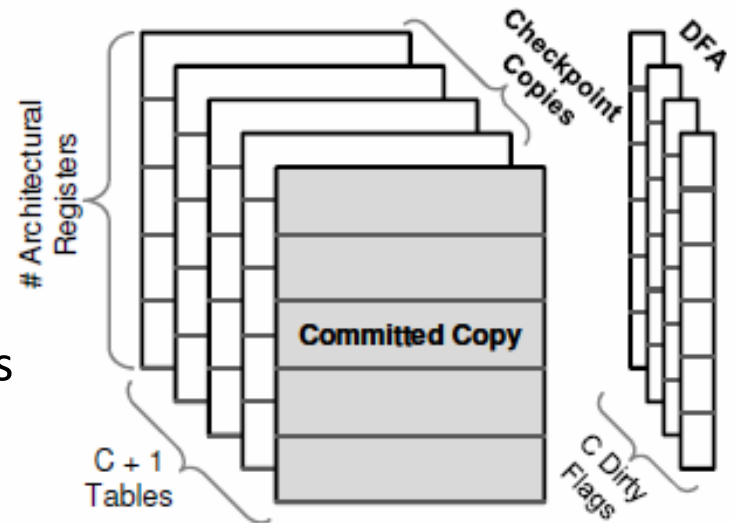 # Architectural
Registers
Checkpoint
Copies
DFA
Committed Copy
s
C + 1
Tables
C Dirty
Flags